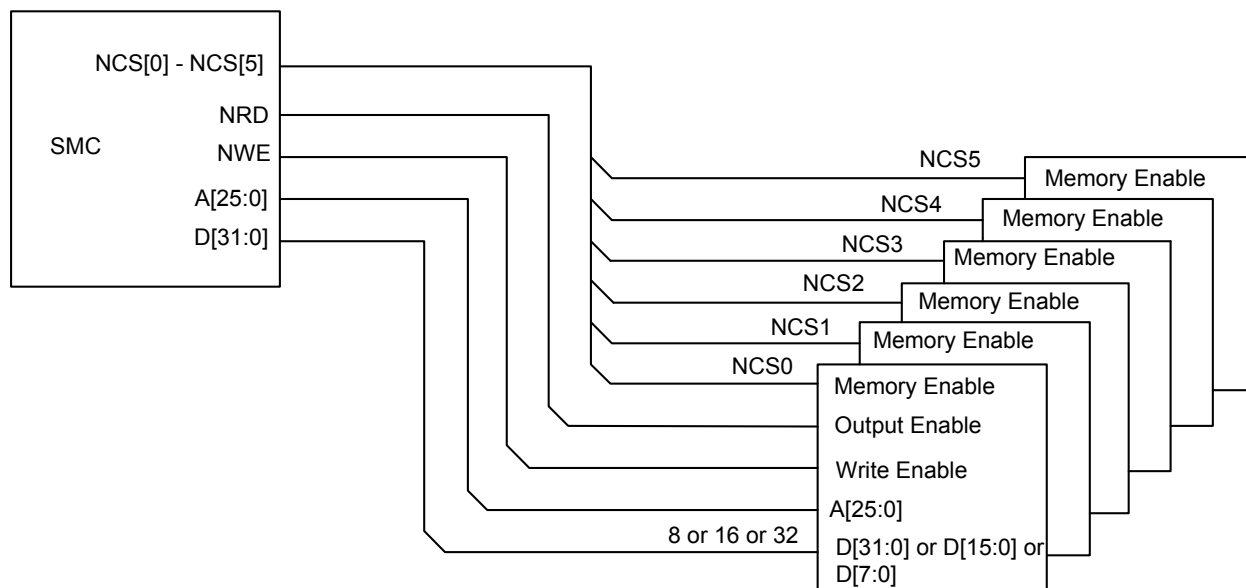 NCS[0] - NCS[5]
NRD
SMC
NWE
A[25:0]
D[31:0]
NCS5
Memory Enable
NCS4
Memory Enable
NCS3
Memory Enable
NCS2
Memory Enable
NCS1
Memory Enable
NCS0
Memory Enable
Output Enable
Write Enable
A[25:0]
8 or 16 or 32
D[31:0] or D[15:0] or
D[7:0]